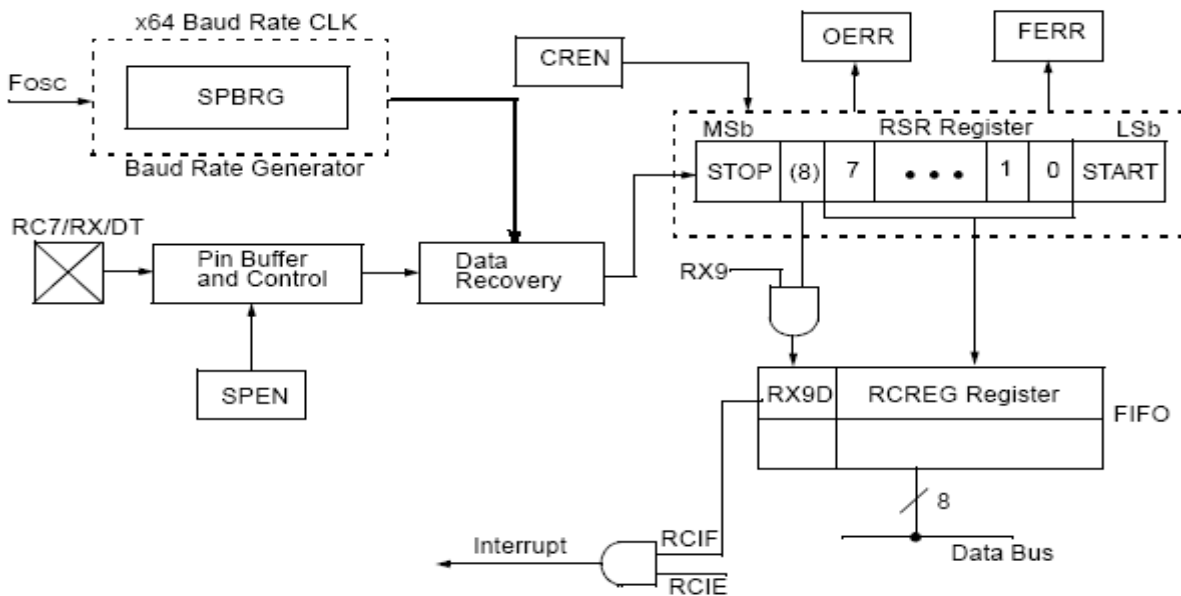 x64 Baud Rate CLK
Fosc
SPBRG
Baud Rate Generator
CREN
OERR
FERR
MSb
RSR Register
LSb
STOP
(8)
7
• • •
1
0
START
RC7/RX/DT
Pin Buffer
and Control
Data
Recovery
SPEN
RX9
RX9D
RCREG Register
FIFO
8
Data Bus
Interrupt
RCIF
RCIE